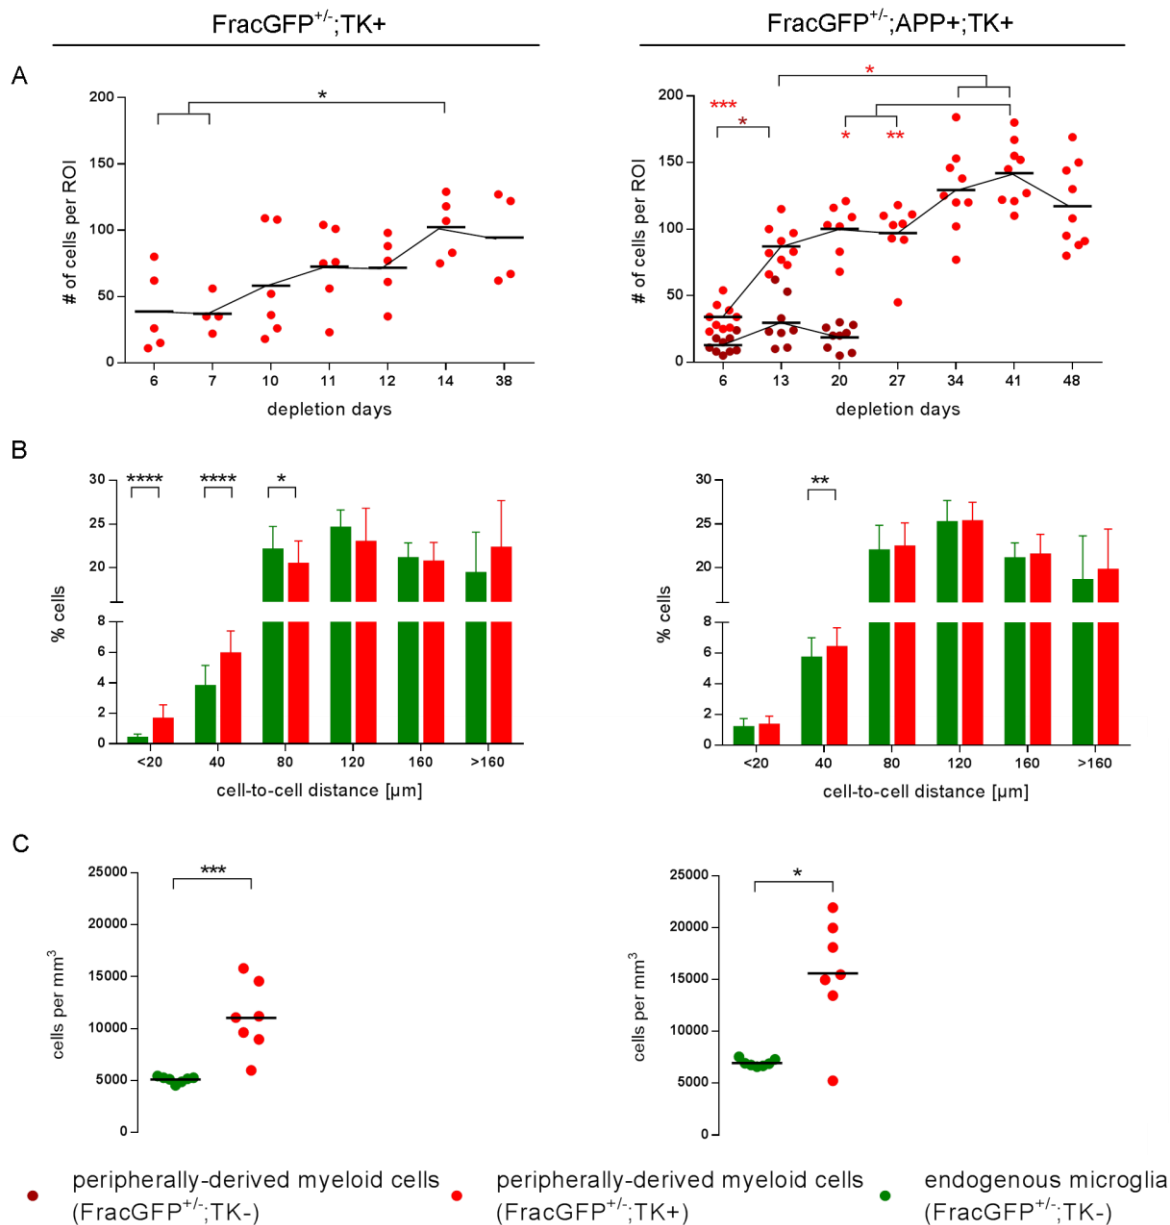 FracGFP+/-;TK+
FracGFP+/-;APP+;TK+
A
200
150
100
50
0
# of cells per ROI
*
6 7 10 11 12 14 38
depletion days
200
150
100
50
0
# of cells per ROI
***
*
*
*
**
6 13 20 27 34 41 48
depletion days
B
30
25
20
8
6
4
2
0
% cells
**** **** *
<20 40 80 120 160 >160
cell-to-cell distance [µm]
30
25
20
8
6
4
2
0
% cells
**
<20 40 80 120 160 >160
cell-to-cell distance [µm]
C
25000
20000
15000
10000
5000
0
cells per mm3
***
25000
20000
15000
10000
5000
0
cells per mm3
*
peripherally-derived myeloid cells
(FracGFP+/-;TK-)
peripherally-derived myeloid cells
(FracGFP+/-;TK+)
endogenous microglia
(FracGFP+/-;TK-)